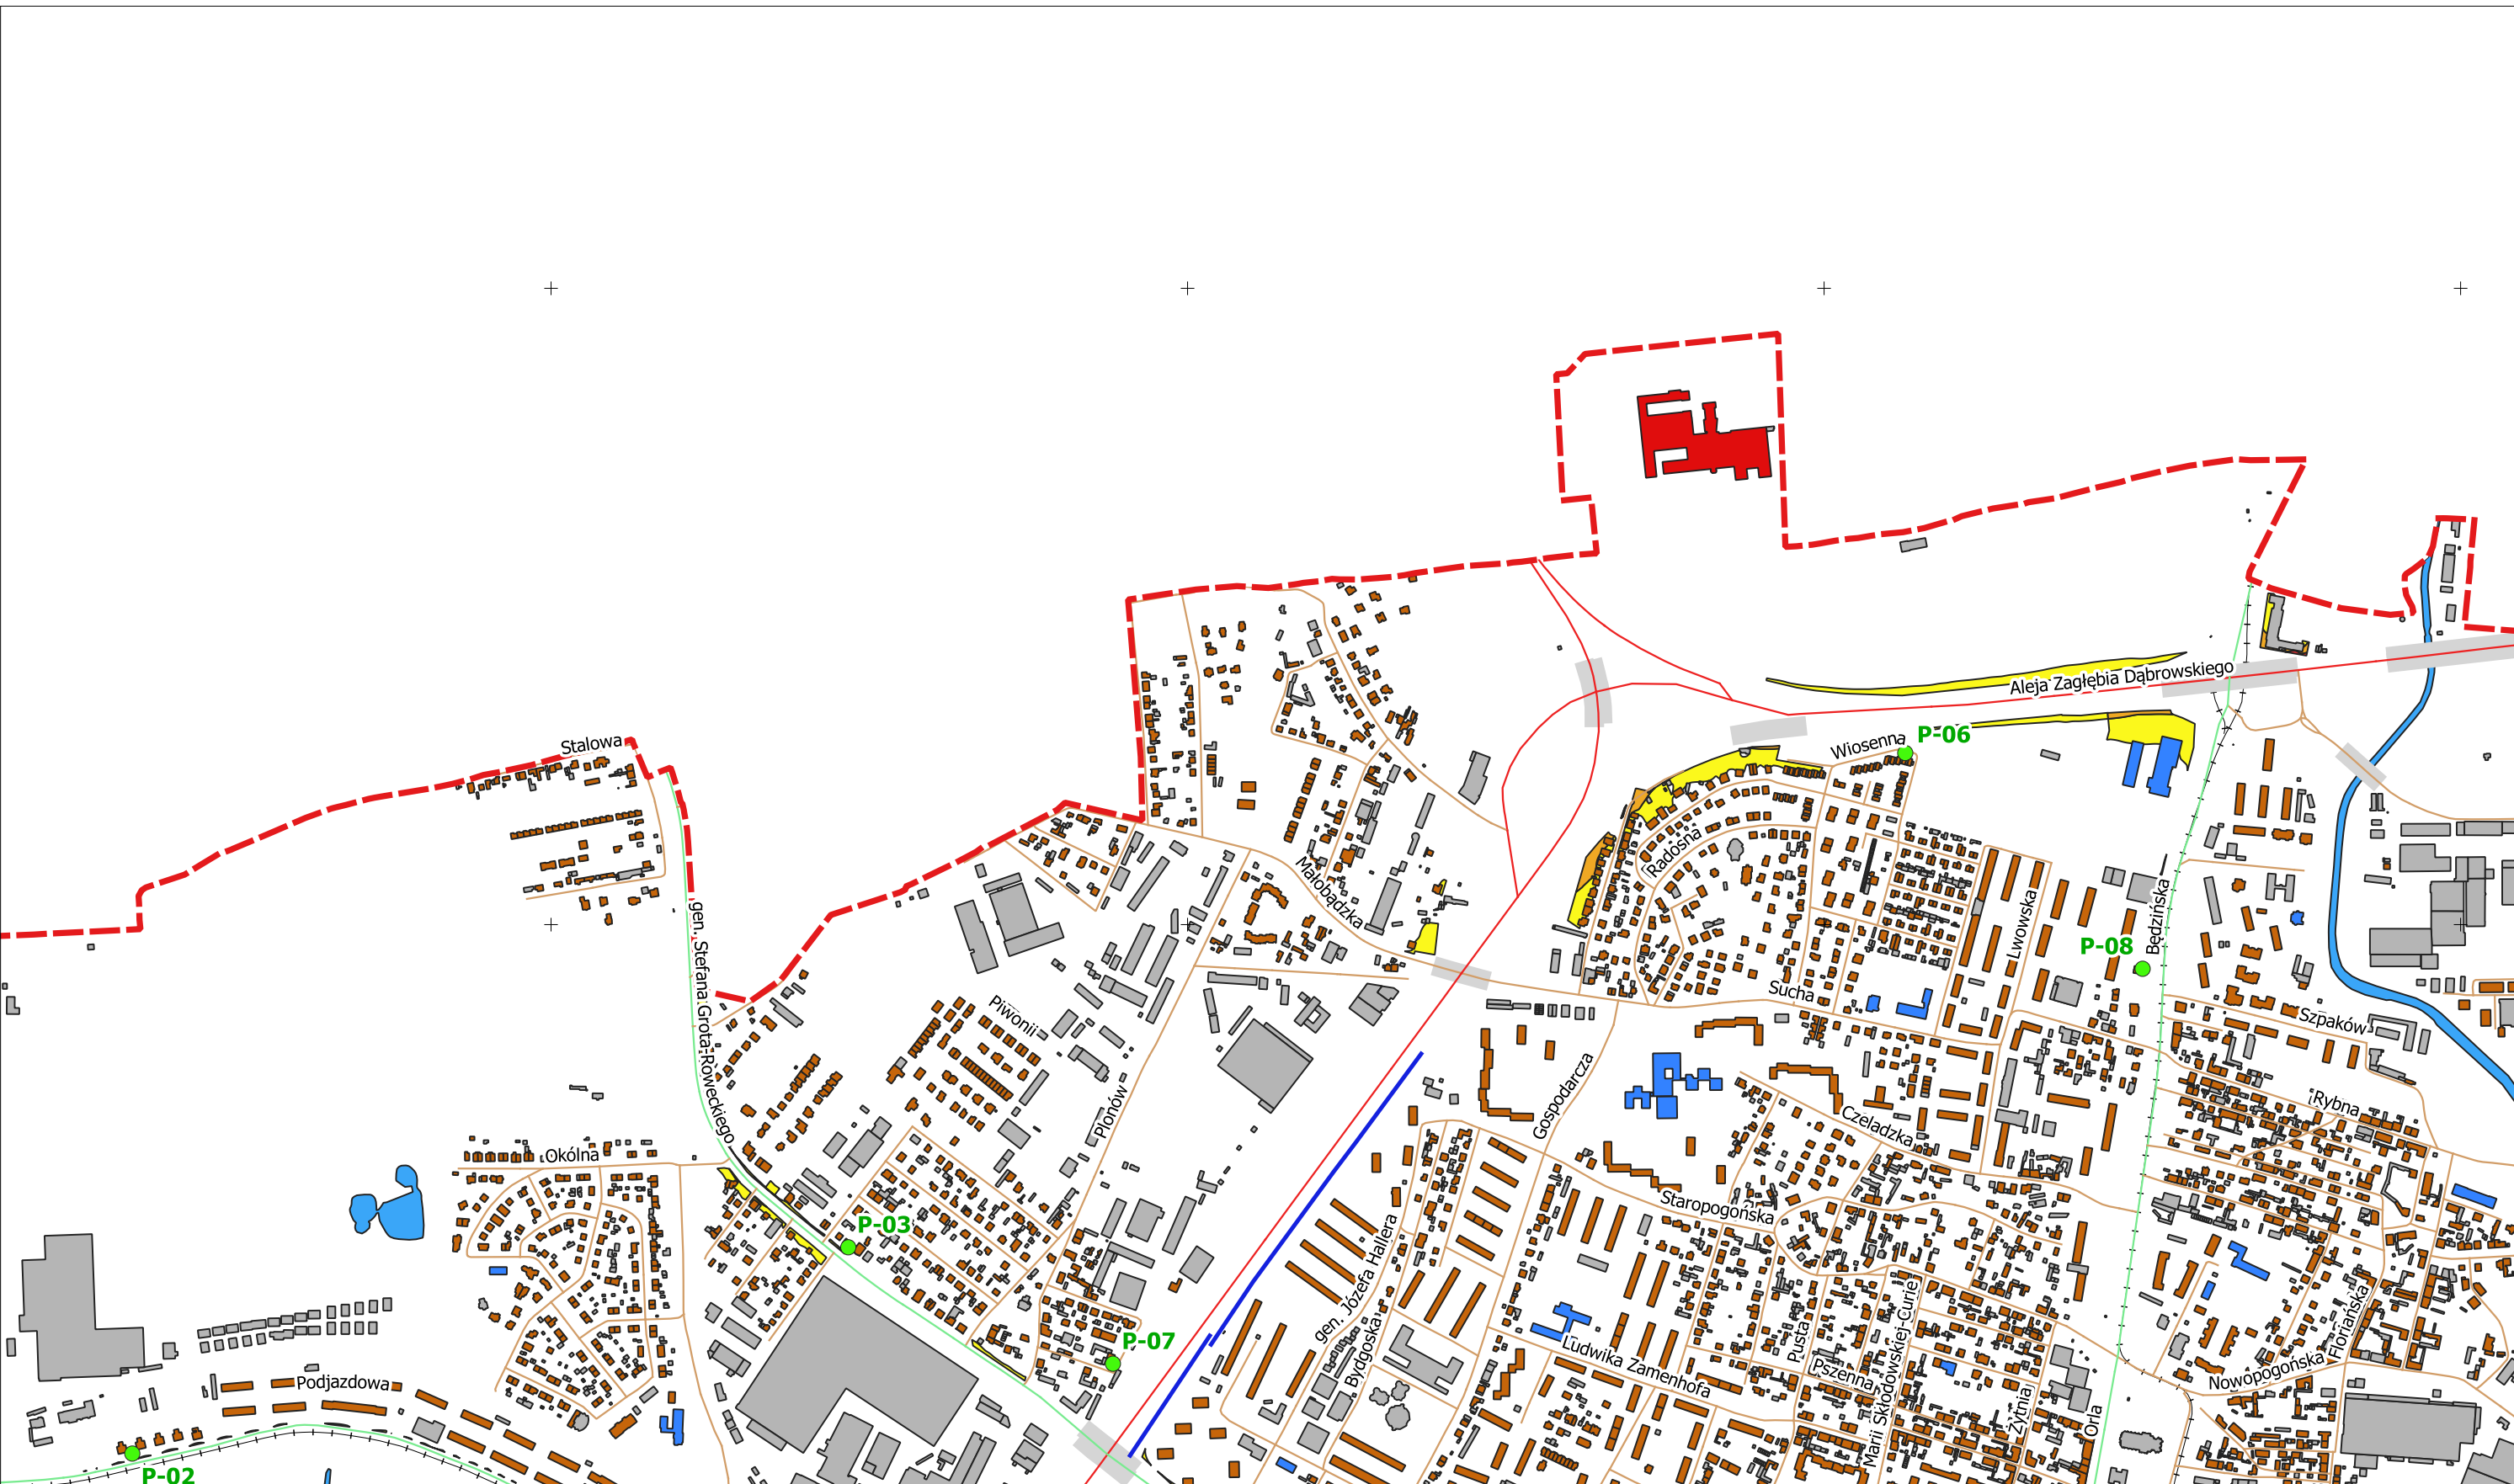 Aleja Zagłębia Dąbrowskiego
P-06
Wiosenna
Stalowa
Radosna
Małobądzka
gen. Stefana Grota-Roweckiego
Lwowska
Będzińska
P-08
Sucha
Piwonii
Szpaków
Gospodarcza
Plonów
Rybna
Czeladzka
Okólna
Staropogońska
P-03
gen. Józefa Hallera
Florianska
P-07
Bydgoska
Pusta
Marii Skłodowskiej-Curie
Ludwika Zamenhofa
Pszenna
Nowopogońska
Podjazdowa
Żytnia
Orla
P-02